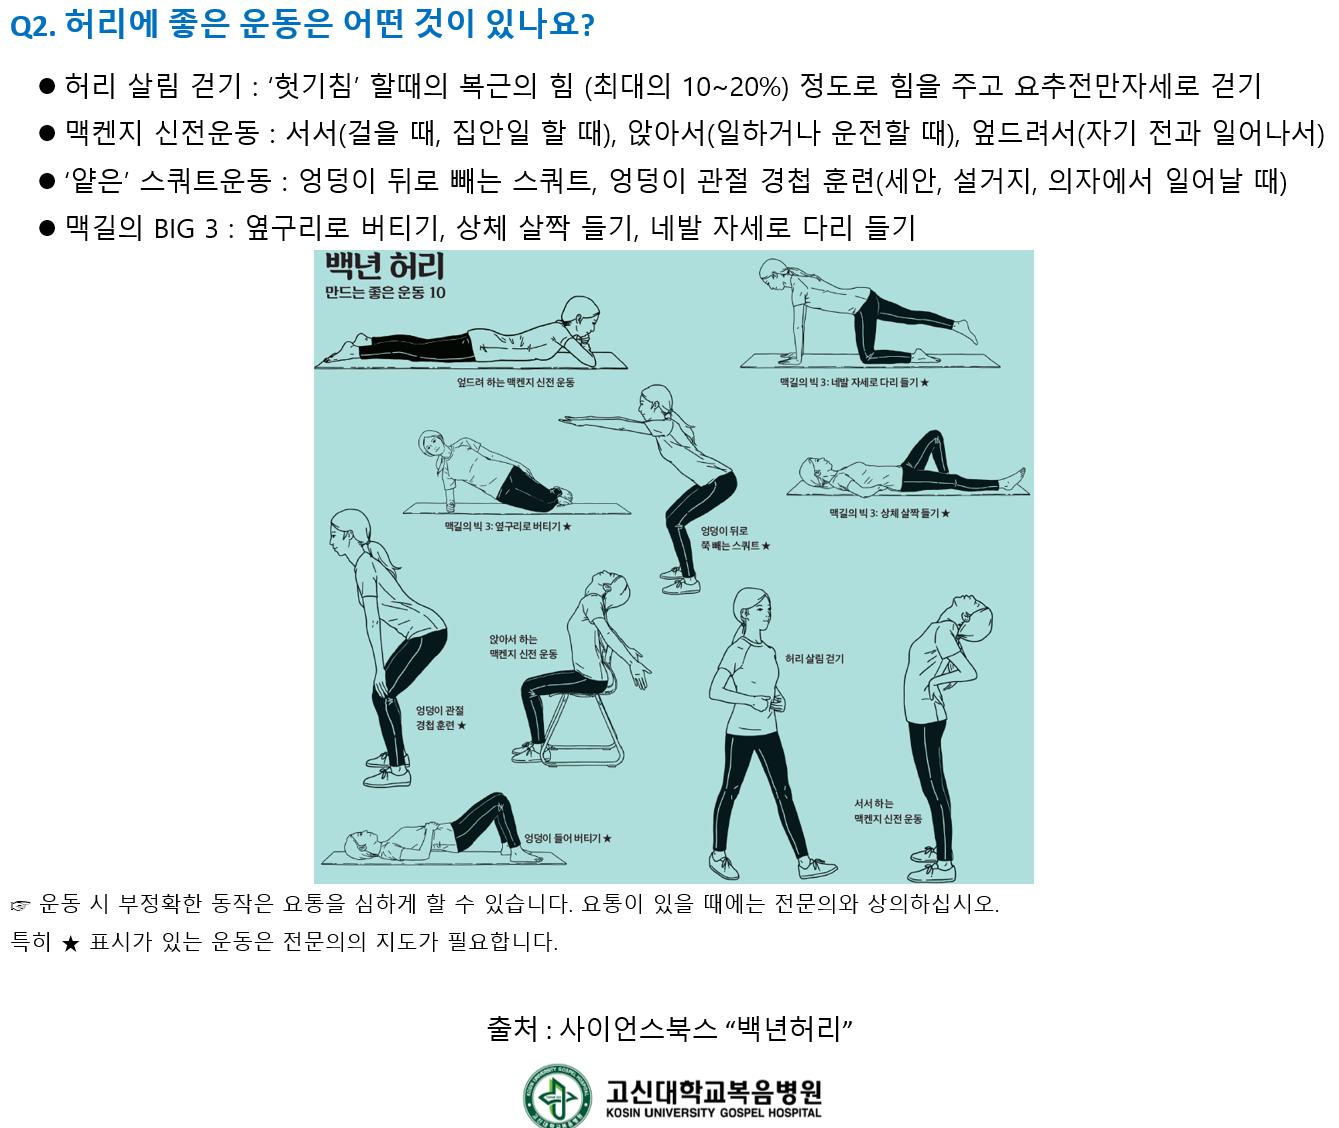 Q2. 허리에 좋은 운동은 어떤 것이 있나요?
● 허리 살림 걷기 : ‘헛기침’ 할때의 복근의 힘 (최대의 10~20%) 정도로 힘을 주고 요추전만자세로 걷기
● 맥켄지 신전운동 : 서서(걸을 때, 집안일 할 때), 앉아서(일하거나 운전할 때), 엎드려서(자기 전과 일어나서)
● ‘얕은’ 스쿼트운동 : 엉덩이 뒤로 빼는 스쿼트, 엉덩이 관절 경첩 훈련(세안, 설거지, 의자에서 일어날 때)
● 맥길의 BIG 3 : 옆구리로 버티기, 상체 살짝 들기, 네발 자세로 다리 들기
백년 허리
만드는 좋은 운동 10
엎드려 하는 맥켄지 신전 운동
맥길의 빅 3: 네발 자세로 다리 들기 ★
맥길의 빅 3: 옆구리로 버티기 ★
엉덩이 뒤로
쭉 빼는 스쿼트 ★
맥길의 빅 3: 상체 살짝 들기 ★
앉아서 하는
맥켄지 신전 운동
허리 살림 걷기
엉덩이 관절
경첩 훈련 ★
서서 하는
맥켄지 신전 운동
엉덩이 들어 버티기 ★
☞ 운동 시 부정확한 동작은 요통을 심하게 할 수 있습니다. 요통이 있을 때에는 전문의와 상의하십시오.
특히 ★ 표시가 있는 운동은 전문의의 지도가 필요합니다.
출처 : 사이언스북스 “백년허리”
고신대학교복음병원
KOSIN UNIVERSITY GOSPEL HOSPITAL